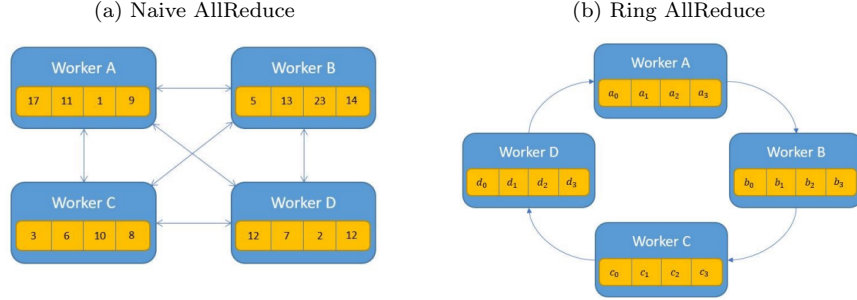 (a) Naive AllReduce
Worker A
17 11 1 9
Worker B
5 13 23 14
Worker C
3 6 10 8
Worker D
12 7 2 12
(b) Ring AllReduce
Worker A
a₀ a₁ a₂ a₃
Worker D
d₀ d₁ d₂ d₃
Worker B
b₀ b₁ b₂ b₃
Worker C
c₀ c₁ c₂ c₃